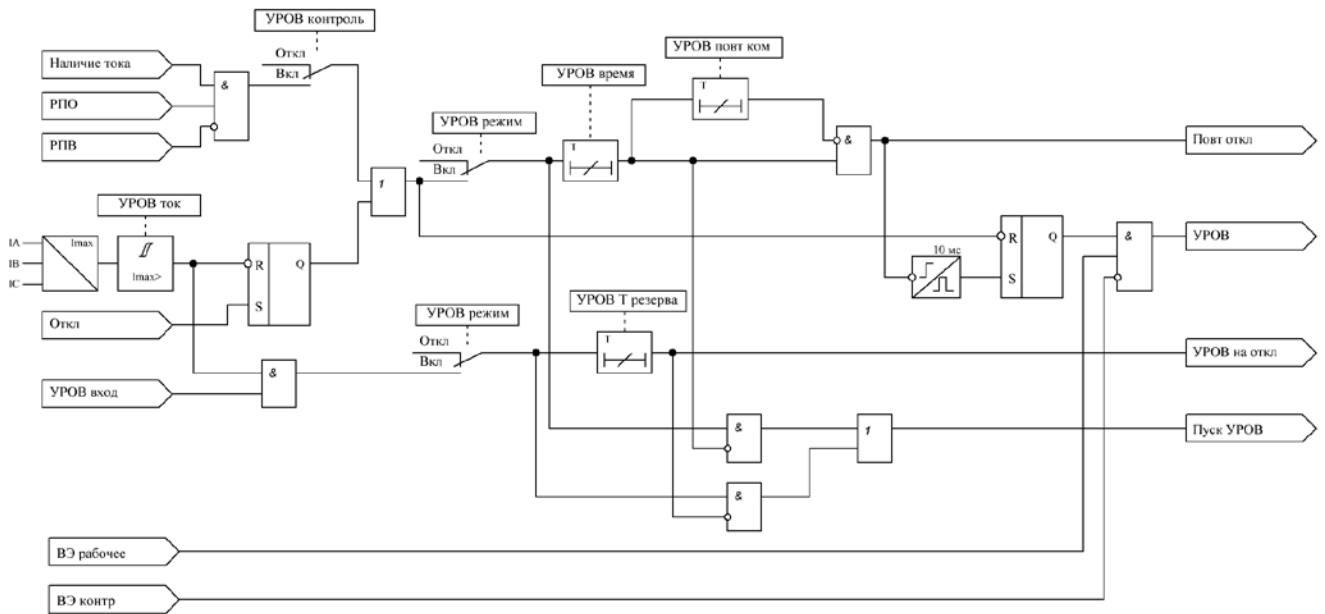 УРОВ контроль
Откл
Вкл
Наличие тока
РПО
РПВ
&
УРОВ повт ком
T
УРОВ время
T
УРОВ режим
Откл
Вкл
&
Повт откл
1
УРОВ ток
IA
IB
IC
Imax
Imax>
R
Q
S
Откл
10 мс
R
Q
S
&
УРОВ
УРОВ режим
Откл
Вкл
УРОВ Т резерва
T
УРОВ на откл
&
УРОВ вход
&
1
Пуск УРОВ
&
ВЭ рабочее
ВЭ контр